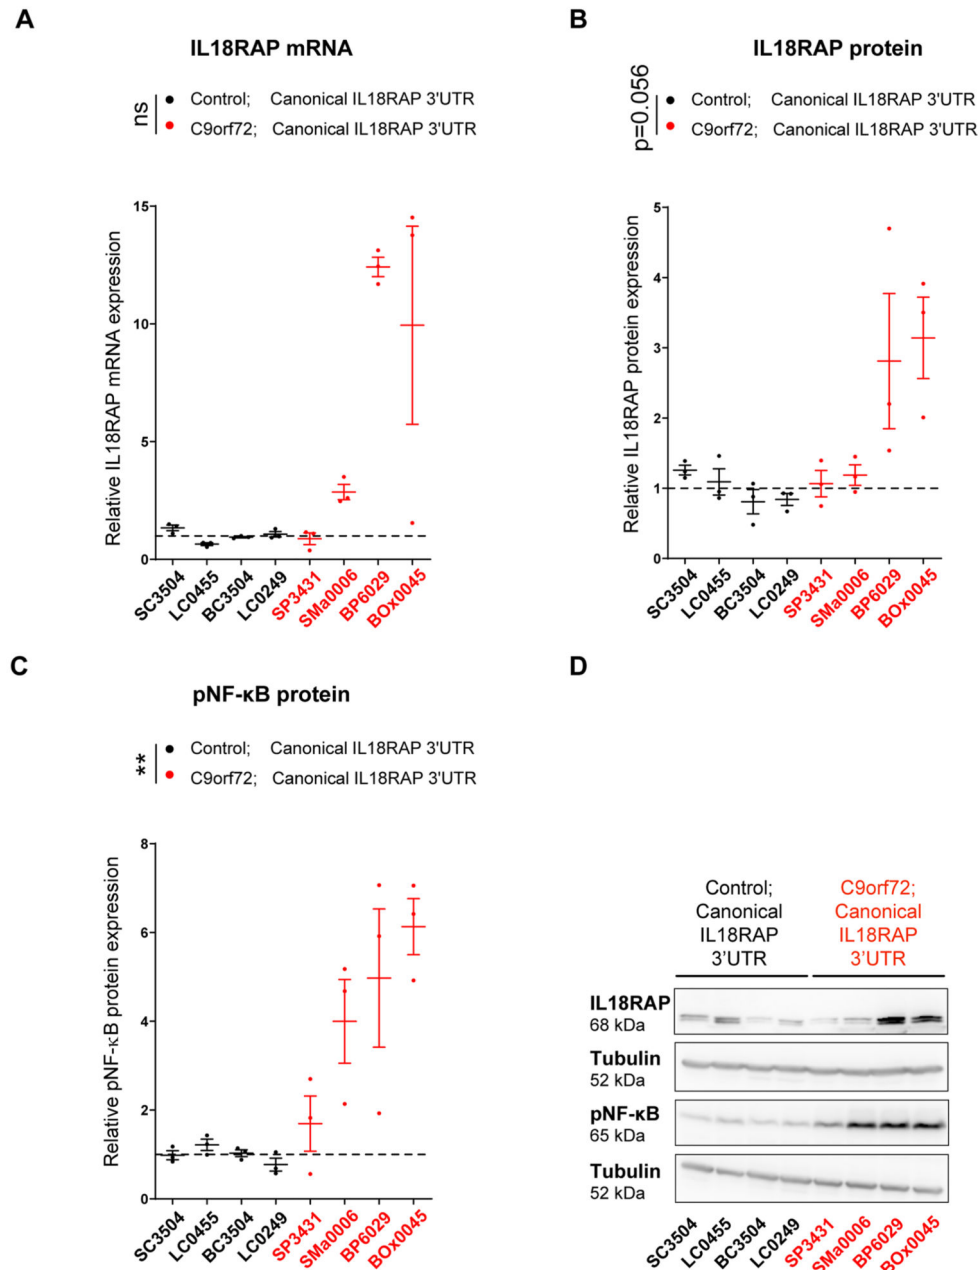 A
IL18RAP mRNA
ns
Control; Canonical IL18RAP 3'UTR
C9orf72; Canonical IL18RAP 3'UTR
Relative IL18RAP mRNA expression
15
10
5
0
SC3504
LC0455
BC3504
LC0249
SP3431
SMa0006
BP6029
BOx0045
B
IL18RAP protein
p=0.056
Control; Canonical IL18RAP 3'UTR
C9orf72; Canonical IL18RAP 3'UTR
Relative IL18RAP protein expression
5
4
3
2
1
0
SC3504
LC0455
BC3504
LC0249
SP3431
SMa0006
BP6029
BOx0045
C
pNF-κB protein
**
Control; Canonical IL18RAP 3'UTR
C9orf72; Canonical IL18RAP 3'UTR
Relative pNF-κB protein expression
8
6
4
2
0
SC3504
LC0455
BC3504
LC0249
SP3431
SMa0006
BP6029
BOx0045
D
Control;
Canonical
IL18RAP
3'UTR
C9orf72;
Canonical
IL18RAP
3'UTR
IL18RAP
68 kDa
Tubulin
52 kDa
pNF-κB
65 kDa
Tubulin
52 kDa
SC3504
LC0455
BC3504
LC0249
SP3431
SMa0006
BP6029
BOx0045